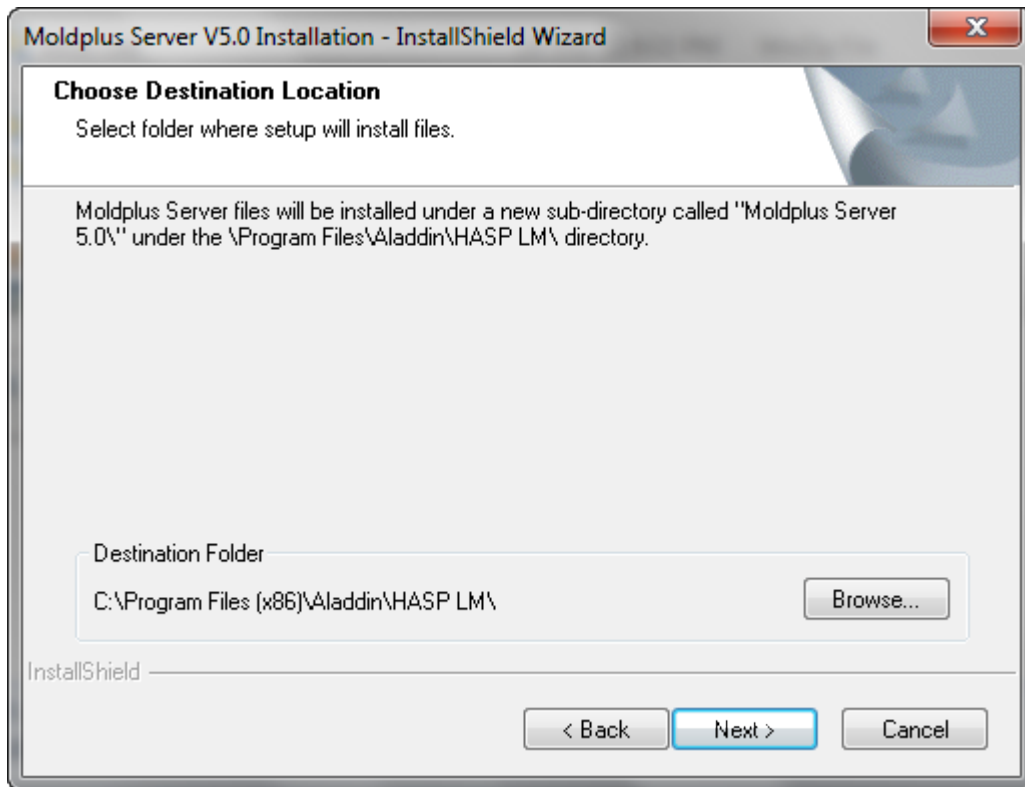 Moldplus Server V5.0 Installation - InstallShield Wizard
Choose Destination Location
Select folder where setup will install files.
Moldplus Server files will be installed under a new sub-directory called "Moldplus Server
5.0\" under the \Program Files\Aladdin\HASP LM\ directory.
Destination Folder
C:\Program Files (x86)\Aladdin\HASP LM\
Browse...
InstallShield
< Back
Next >
Cancel